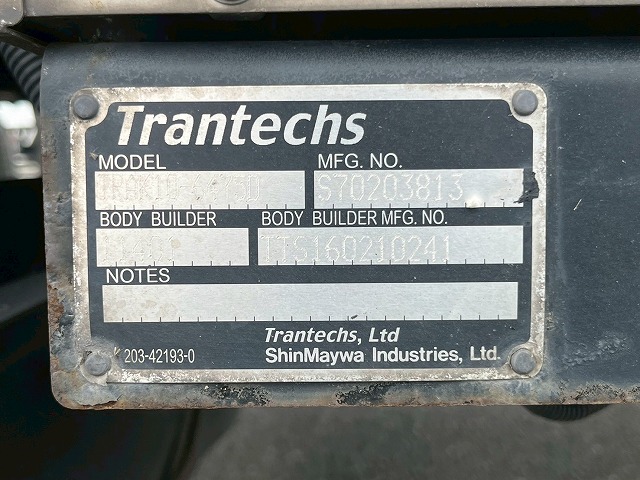 Trantechs
MODEL MFG. NO.
S70203813
BODY BUILDER BODY BUILDER MFG. NO.
TTS160210241
NOTES
Trantechs, Ltd
203-42193-0 ShinMaywa Industries, Ltd.